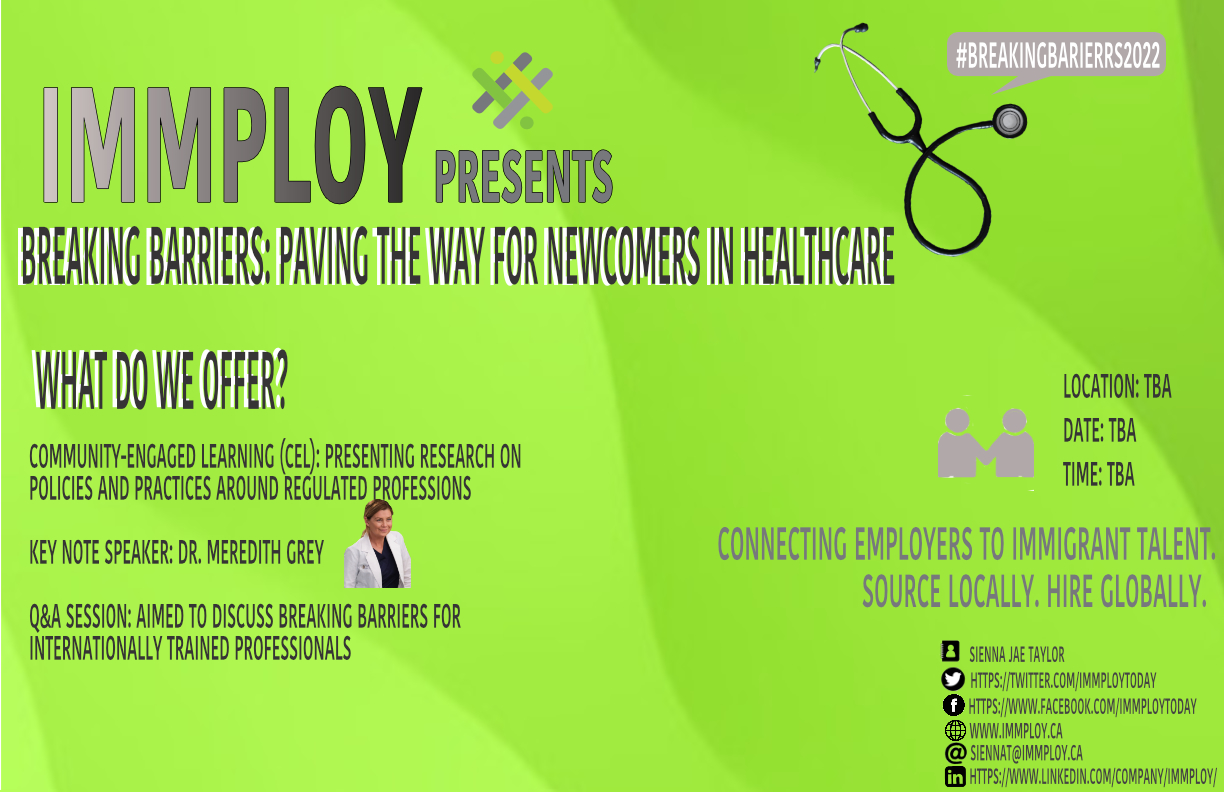 #BREAKINGBARIERRS2022
IMMPLOY PRESENTS
BREAKING BARRIERS: PAVING THE WAY FOR NEWCOMERS IN HEALTHCARE
WHAT DO WE OFFER?
COMMUNITY-ENGAGED LEARNING (CEL): PRESENTING RESEARCH ON
POLICIES AND PRACTICES AROUND REGULATED PROFESSIONS
KEY NOTE SPEAKER: DR. MEREDITH GREY
Q&A SESSION: AIMED TO DISCUSS BREAKING BARRIERS FOR
INTERNATIONALLY TRAINED PROFESSIONALS
LOCATION: TBA
DATE: TBA
TIME: TBA
CONNECTING EMPLOYERS TO IMMIGRANT TALENT.
SOURCE LOCALLY. HIRE GLOBALLY.
SIENNA JAE TAYLOR
HTTPS://TWITTER.COM/IMMPLOYTODAY
HTTPS://WWW.FACEBOOK.COM/IMMPLOYTODAY
WWW.IMMPLOY.CA
SIENNAT@IMMPLOY.CA
HTTPS://WWW.LINKEDIN.COM/COMPANY/IMMPLOY/